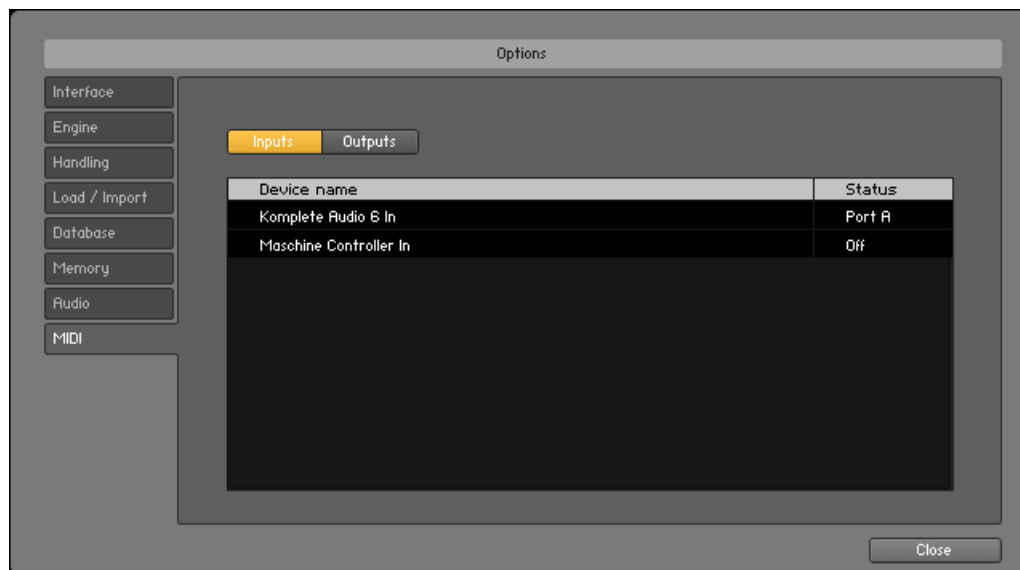 Options
Interface
Engine
Handling
Load / Import
Database
Memory
Audio
MIDI
Inputs Outputs
Device name Status
Komplete Audio 6 In Port A
Maschine Controller In Off
Close